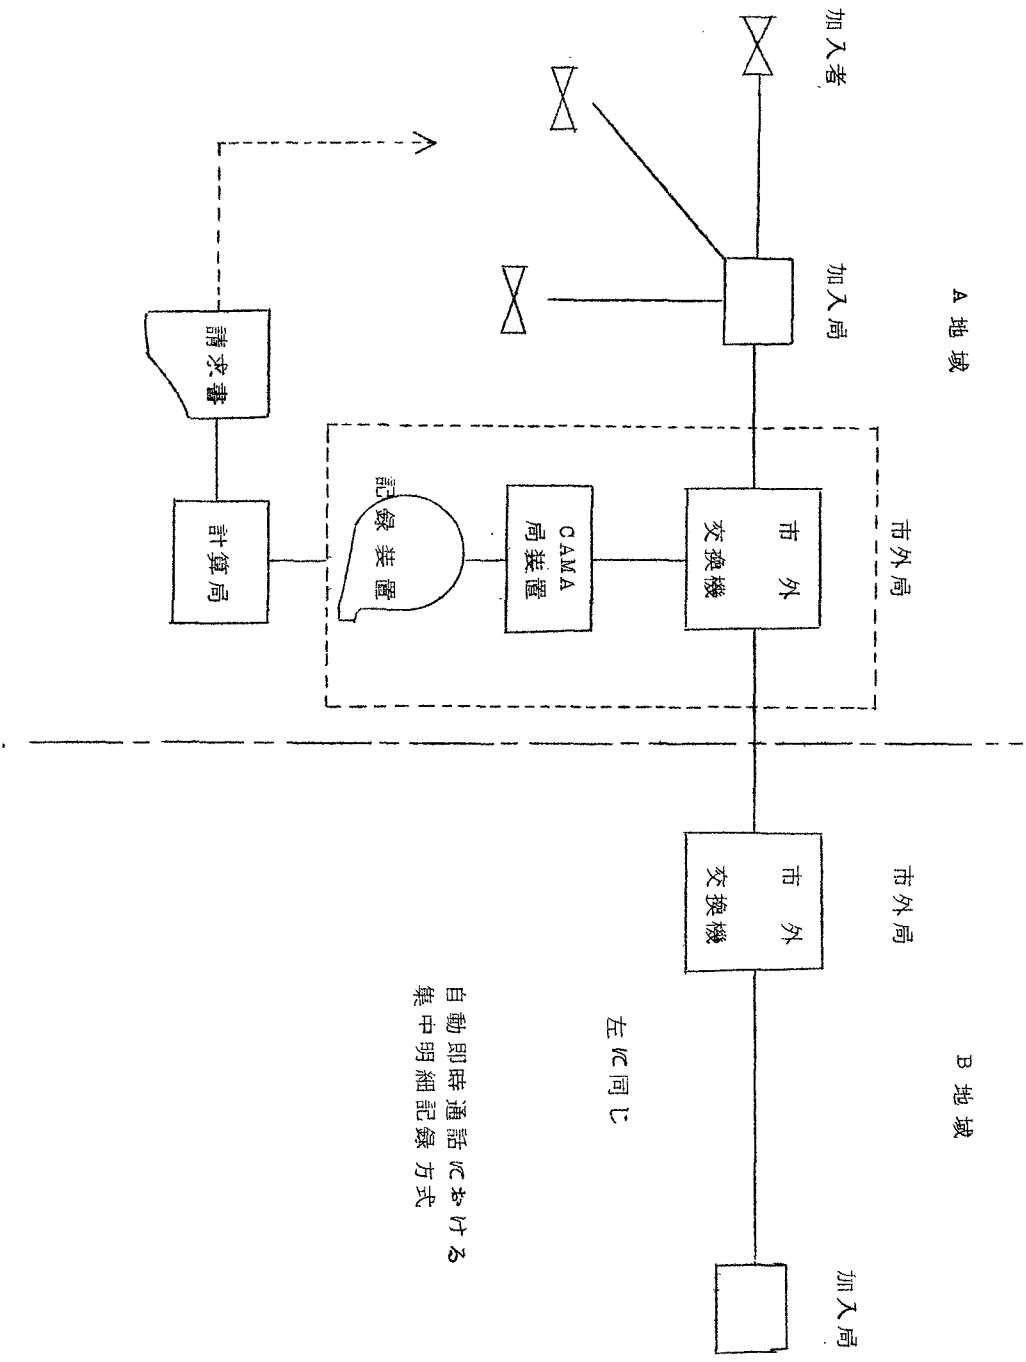 A 地域
B 地域
市外局
市外局
加入者
加入局
加入局
市 外
交換機
市 外
交換機
CAMA
局装置
左に同じ
記録装置
自動即時通話における
集中明細記録方式
請求書
計算局